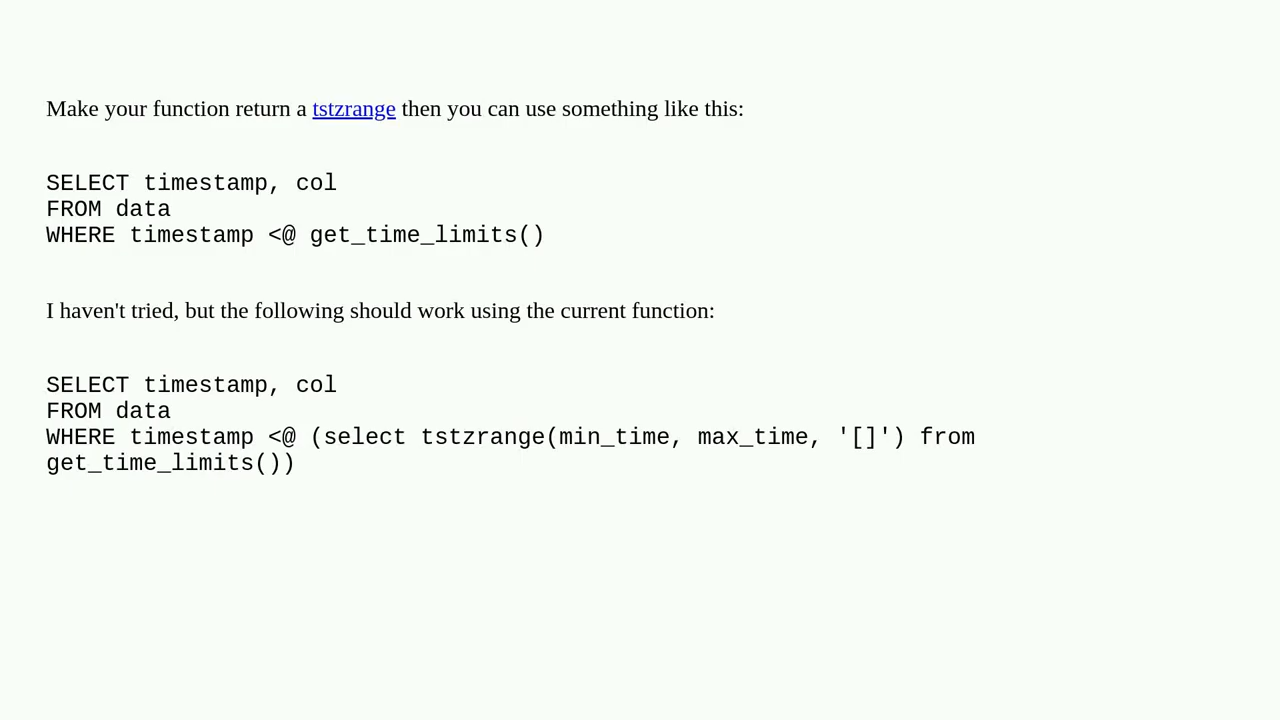 Make your function return a tstzrange then you can use something like this:
SELECT timestamp, col
FROM data
WHERE timestamp <@ get_time_limits()
I haven't tried, but the following should work using the current function:
SELECT timestamp, col
FROM data
WHERE timestamp <@ (select tstzrange(min_time, max_time, '[]') from
get_time_limits())